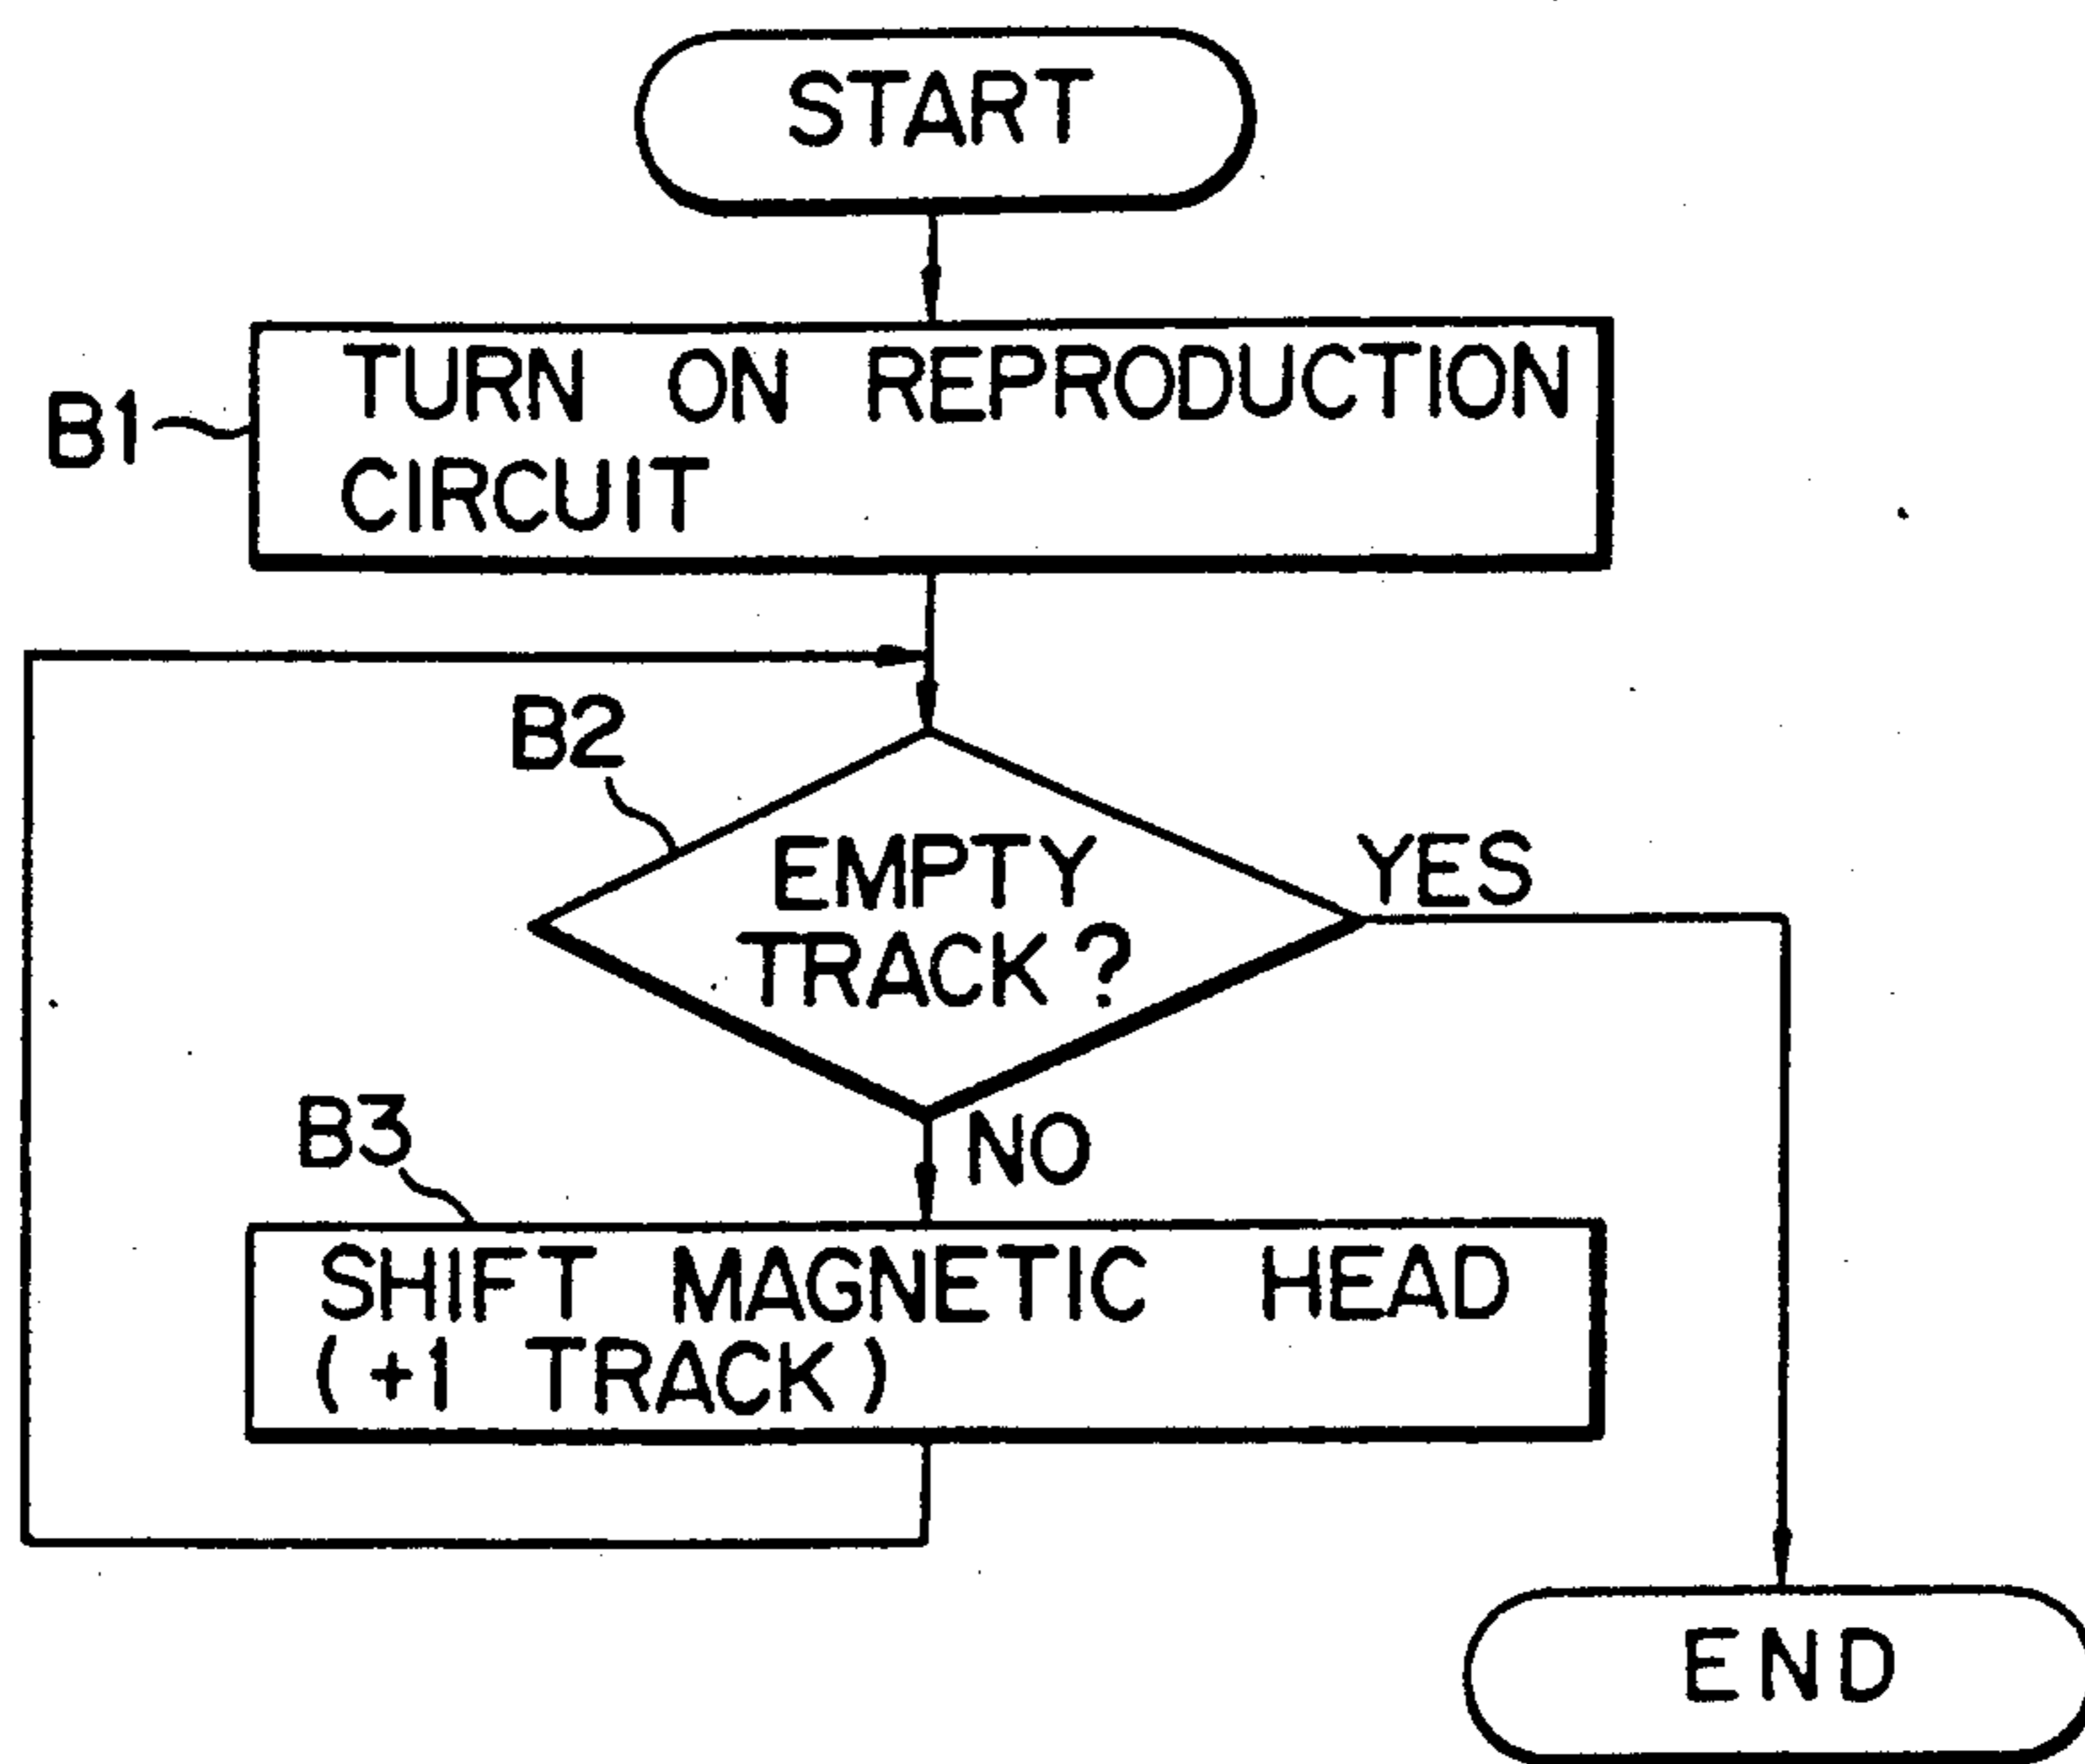 START
B1
TURN ON REPRODUCTION
CIRCUIT
B2
EMPTY
TRACK?
YES
NO
B3
SHIFT MAGNETIC HEAD
(+1 TRACK)
END